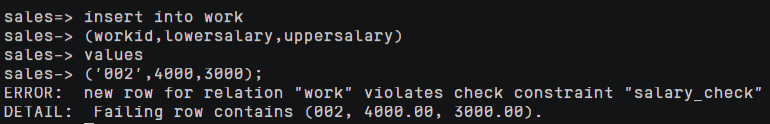 sales=> insert into work
sales-> (workid,lowersalary,uppersalary)
sales-> values
sales-> ('002',4000,3000);
ERROR:  new row for relation "work" violates check constraint "salary_check"
DETAIL:  Failing row contains (002, 4000.00, 3000.00).